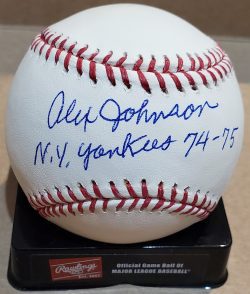 Alex Johnson
N.Y. Yankees 74-75
Rawlings
Official Game Ball Of
MAJOR LEAGUE BASEBALL